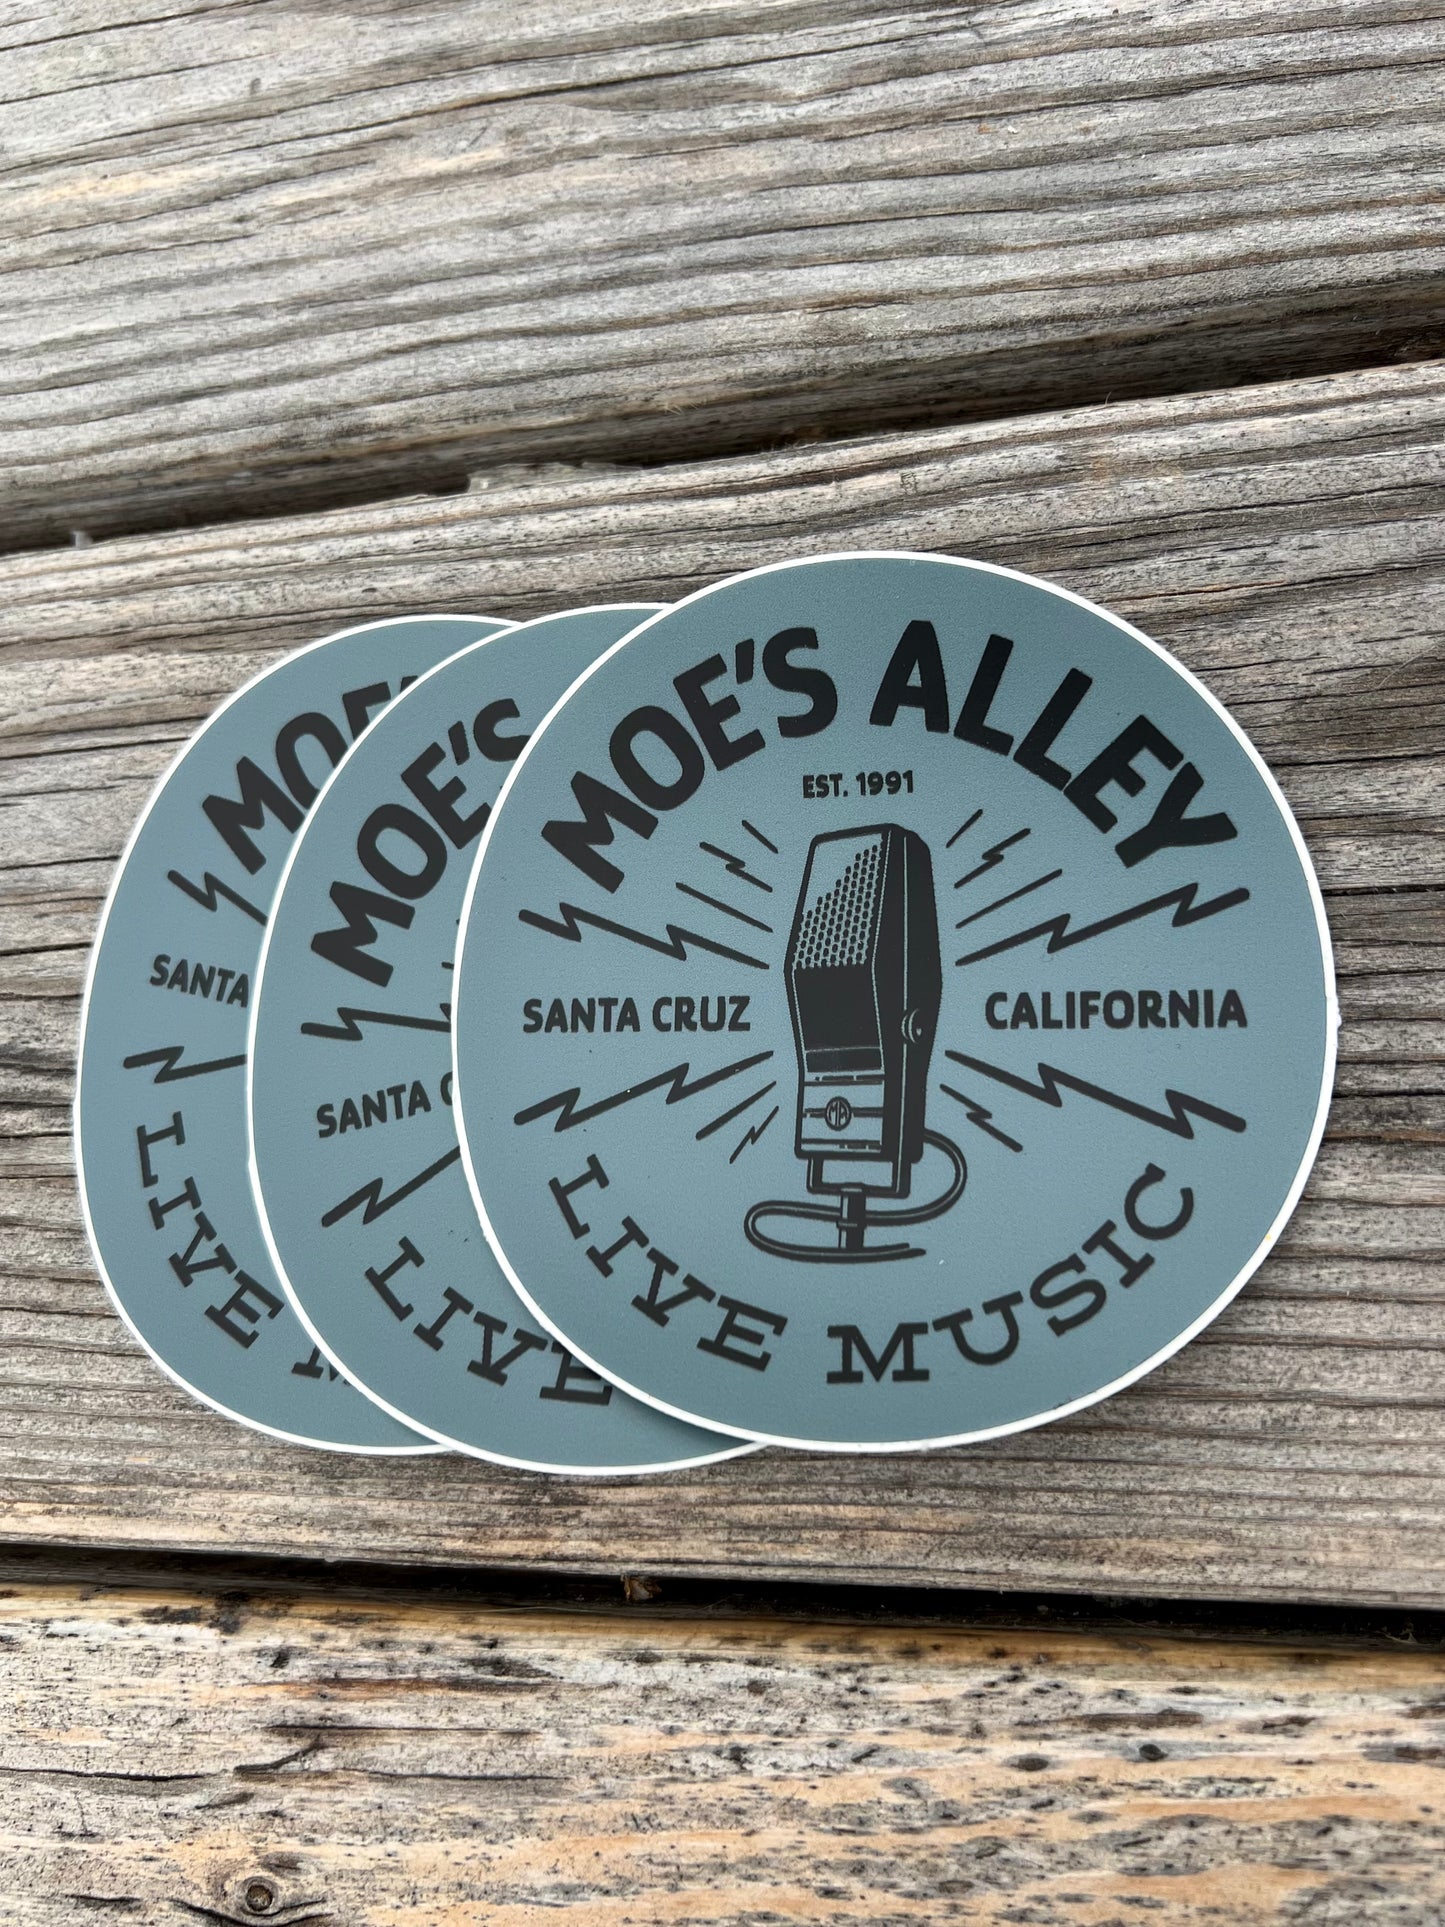 MOE'S ALLEY
EST. 1991
SANTA CRUZ CALIFORNIA
MA
LIVE MUSIC
MOE'S
SANTA
LIVE
MOE'
SANTA
LIVE M